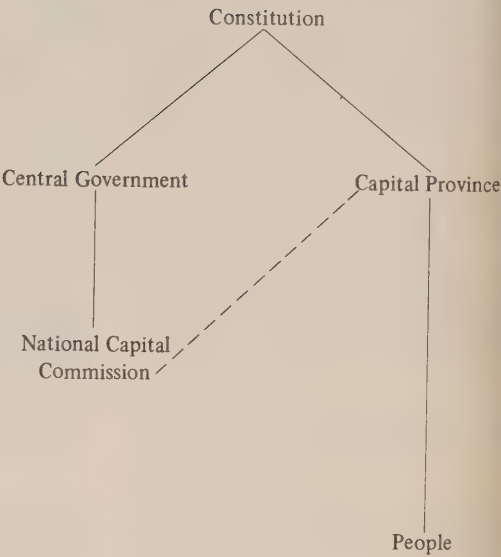 Constitution
Central Government
Capital Province
National Capital
Commission
People